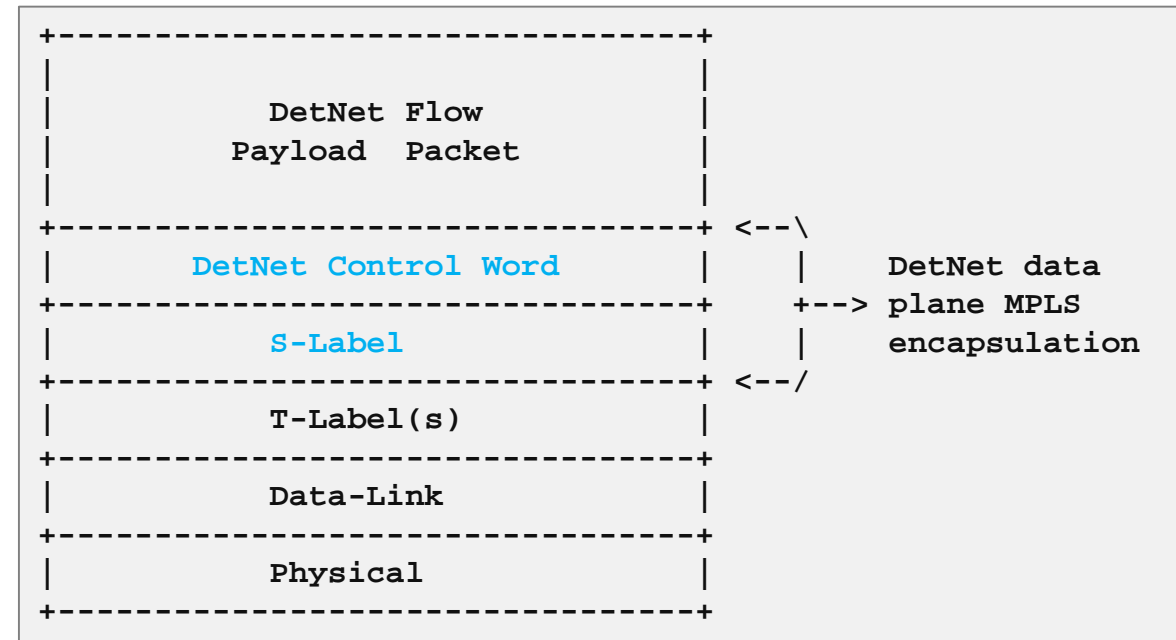 +----------------------------------+
|                                  |
|           DetNet Flow            |
|         Payload  Packet          |
|                                  |
+----------------------------------+ <--\
|       DetNet Control Word        |    |    DetNet data
+----------------------------------+    +--> plane MPLS
|           S-Label                |    |    encapsulation
+----------------------------------+ <--/
|           T-Label(s)             |
+----------------------------------+
|           Data-Link              |
+----------------------------------+
|           Physical               |
+----------------------------------+